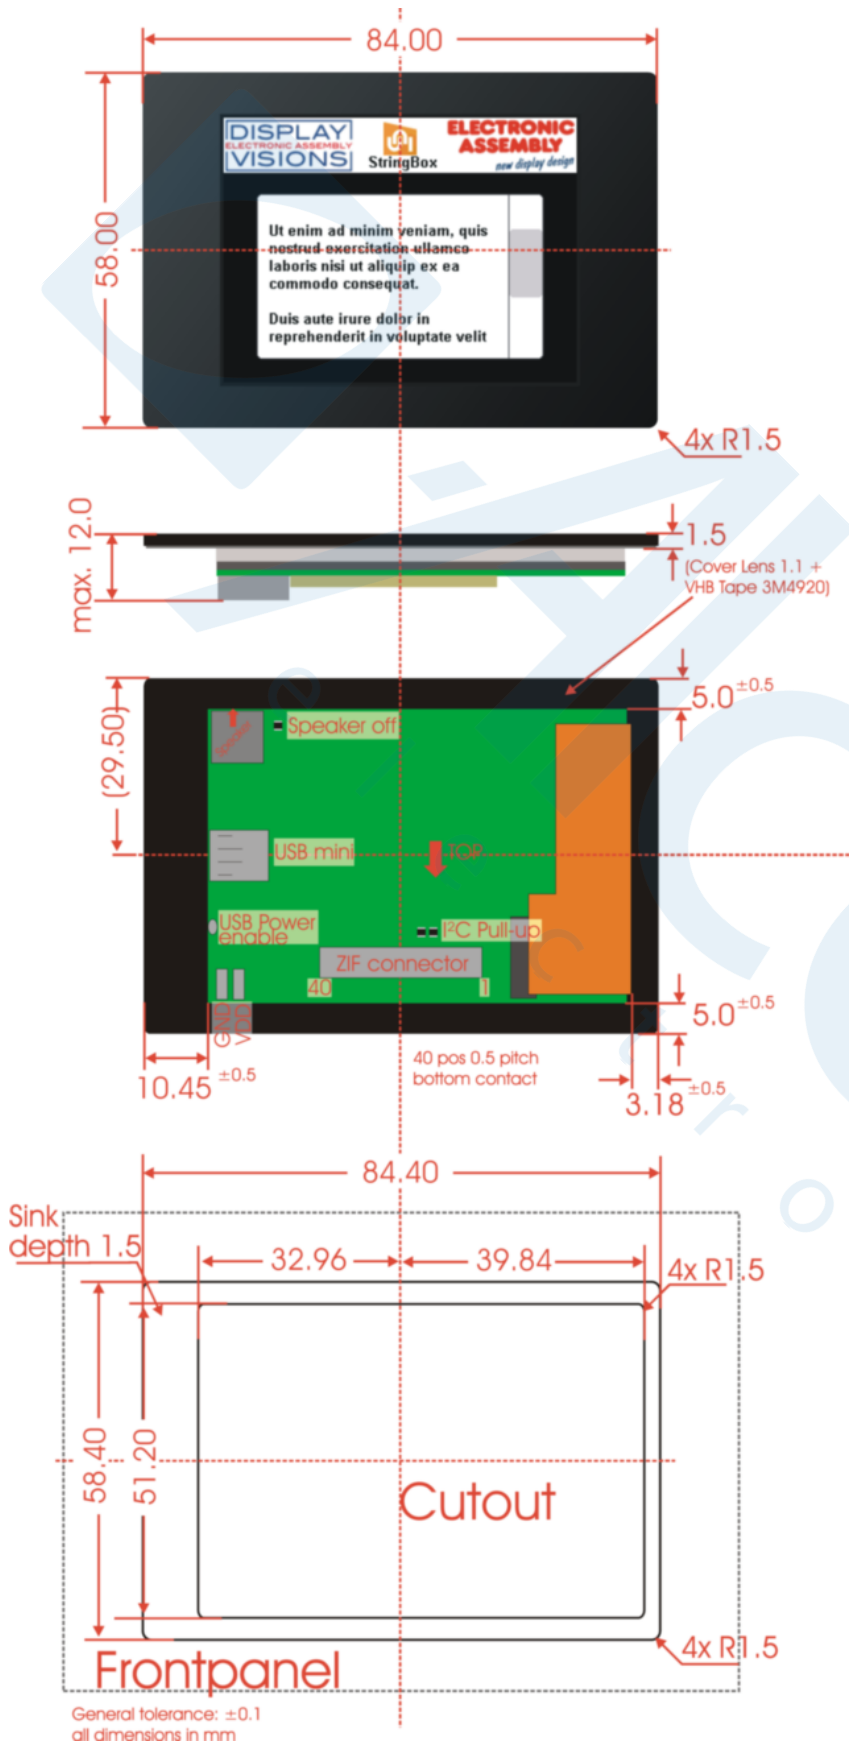 84.00
DISPLAY
ELECTRONIC ASSEMBLY
VISIONS
StringBox
ELECTRONIC
ASSEMBLY
new display design
58.00
Ut enim ad minim veniam, quis
nostrud exercitation ullamco
laboris nisi ut aliquip ex ea
commodo consequat.
Duis aute irure dolor in
reprehenderit in voluptate velit
4x R1.5
max. 12.0
1.5
(Cover Lens 1.1 +
VHB Tape 3M4920)
5.0 ±0.5
(29.50)
Speaker
Speaker off
USB mini
TOP
USB Power
enable
I²C Pull-up
ZIF connector
40
1
GND
VDD
5.0 ±0.5
10.45 ±0.5
40 pos 0.5 pitch
bottom contact
3.18 ±0.5
84.40
Sink
depth 1.5
32.96
39.84
4x R1.5
58.40
51.20
Cutout
4x R1.5
Frontpanel
General tolerance: ±0.1
all dimensions in mm